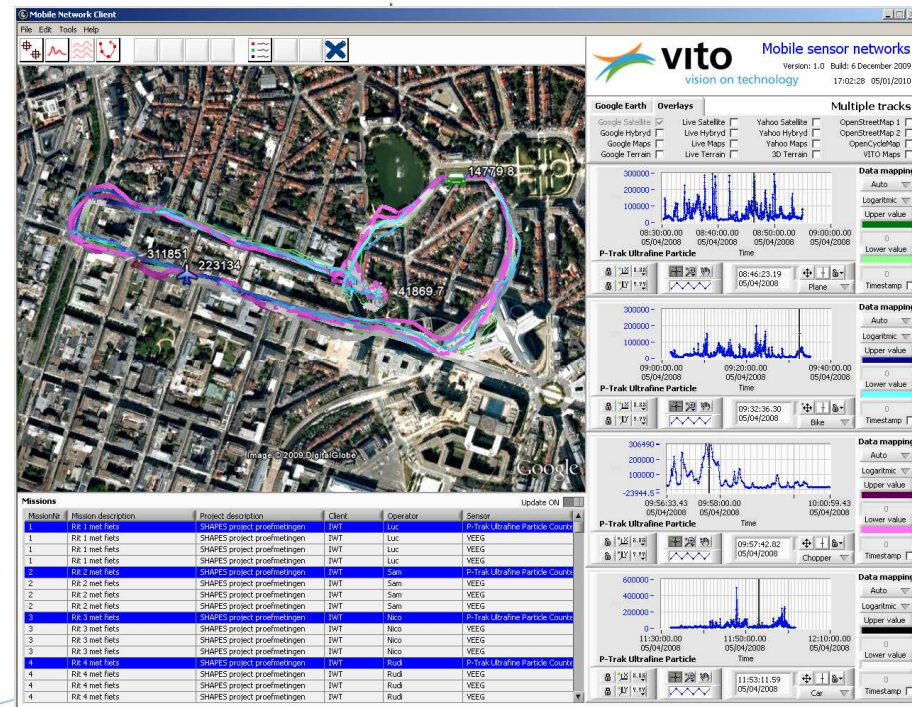 Mobile Network Client
File Edit Tools Help
vito
vision on technology
Mobile sensor networks
Version: 1.0 Build: 6 December 2009
17:02:28 05/01/2010
Google Earth Overlays Multiple tracks
Google Satellite Live Satellite Yahoo Satellite OpenStreetMap 1
Google Hybryd Live Hybryd Yahoo Hybryd OpenStreetMap 2
Google Maps Live Maps Yahoo Maps OpenCycleMap
Google Terrain Live Terrain 3D Terrain VITO Maps
14779.8
311851
223134
41869.7
Image © 2009 DigitalGlobe
Google
300000
200000
100000
0
08:30:00.00 08:40:00.00 08:50:00.00 09:00:00.00
05/04/2008 05/04/2008 05/04/2008 05/04/2008
Time
P-Trak Ultrafine Particle
08:46:23.19
05/04/2008
Plane
Data mapping
Auto
Logaritmic
Upper value
0
Lower value
0
Timestamp
300000
200000
100000
0
09:00:00.00 09:20:00.00 09:40:00.00
05/04/2008 05/04/2008 05/04/2008
Time
P-Trak Ultrafine Particle
09:32:36.30
05/04/2008
Bike
Data mapping
Auto
Logaritmic
Upper value
0
Lower value
0
Timestamp
306490
200000
100000
-23944.5
09:56:33.43 09:58:00.00 10:00:59.43
05/04/2008 05/04/2008 05/04/2008
Time
P-Trak Ultrafine Particle
09:57:42.82
05/04/2008
Chopper
Data mapping
Auto
Logaritmic
Upper value
0
Lower value
0
Timestamp
600000
400000
200000
0
11:30:00.00 11:50:00.00 12:10:00.00
05/04/2008 05/04/2008 05/04/2008
Time
P-Trak Ultrafine Particle
11:53:11.59
05/04/2008
Car
Data mapping
Auto
Logaritmic
Upper value
0
Lower value
0
Timestamp
Missions Update ON
MissionNr Mission description Project description Client Operator Sensor
1 Rit 1 met fiets SHAPES project proefmetingen IWT Luc P-Trak Ultrafine Particle Counte
1 Rit 1 met fiets SHAPES project proefmetingen IWT Luc VEEG
1 Rit 1 met fiets SHAPES project proefmetingen IWT Luc VEEG
1 Rit 1 met fiets SHAPES project proefmetingen IWT Luc VEEG
2 Rit 2 met fiets SHAPES project proefmetingen IWT Sam P-Trak Ultrafine Particle Counte
2 Rit 2 met fiets SHAPES project proefmetingen IWT Sam VEEG
2 Rit 2 met fiets SHAPES project proefmetingen IWT Sam VEEG
2 Rit 2 met fiets SHAPES project proefmetingen IWT Sam VEEG
3 Rit 3 met fiets SHAPES project proefmetingen IWT Nico P-Trak Ultrafine Particle Counte
3 Rit 3 met fiets SHAPES project proefmetingen IWT Nico VEEG
3 Rit 3 met fiets SHAPES project proefmetingen IWT Nico VEEG
3 Rit 3 met fiets SHAPES project proefmetingen IWT Nico VEEG
4 Rit 4 met fiets SHAPES project proefmetingen IWT Rudi P-Trak Ultrafine Particle Counte
4 Rit 4 met fiets SHAPES project proefmetingen IWT Rudi VEEG
4 Rit 4 met fiets SHAPES project proefmetingen IWT Rudi VEEG
4 Rit 4 met fiets SHAPES project proefmetingen IWT Rudi VEEG